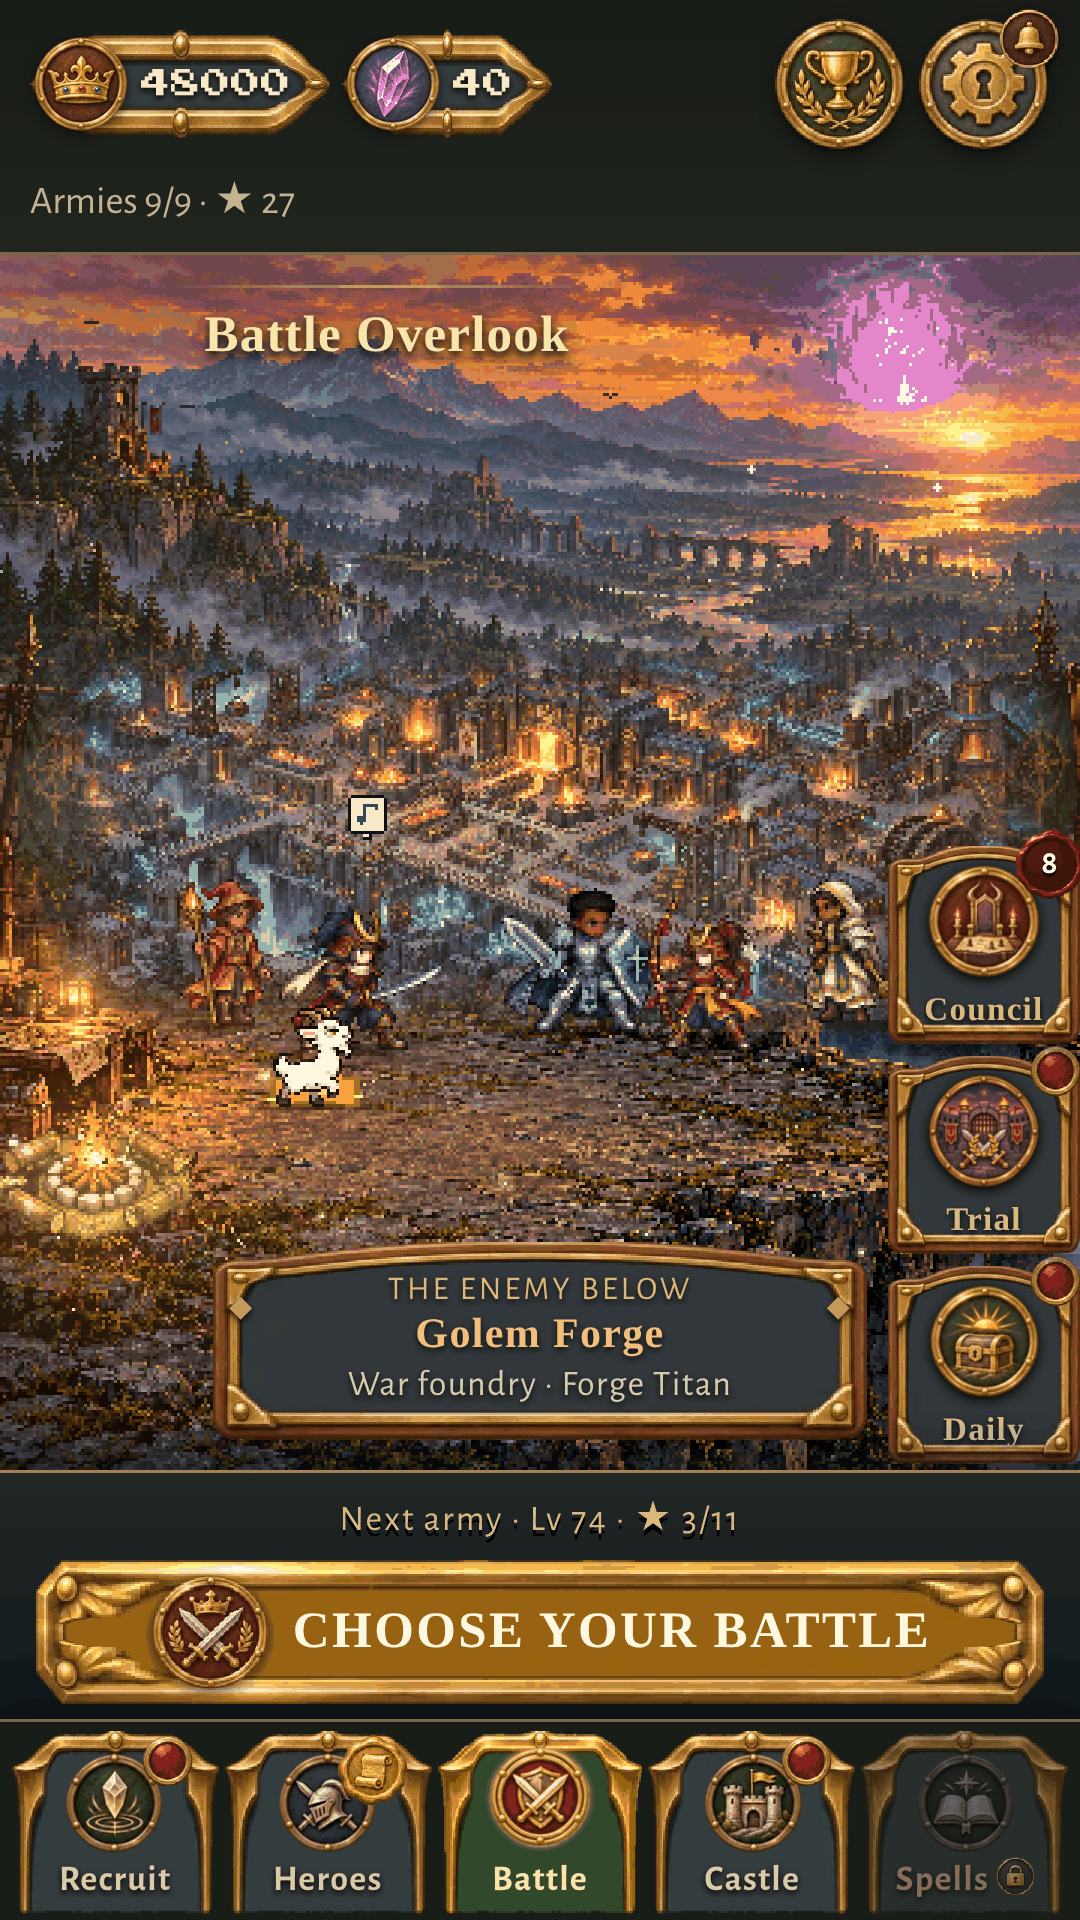 48000
40
Armies 9/9 · ★ 27
Battle Overlook
8
Council
Trial
Daily
THE ENEMY BELOW
Golem Forge
War foundry · Forge Titan
Next army · Lv 74 · ★ 3/11
CHOOSE YOUR BATTLE
Recruit
Heroes
Battle
Castle
Spells